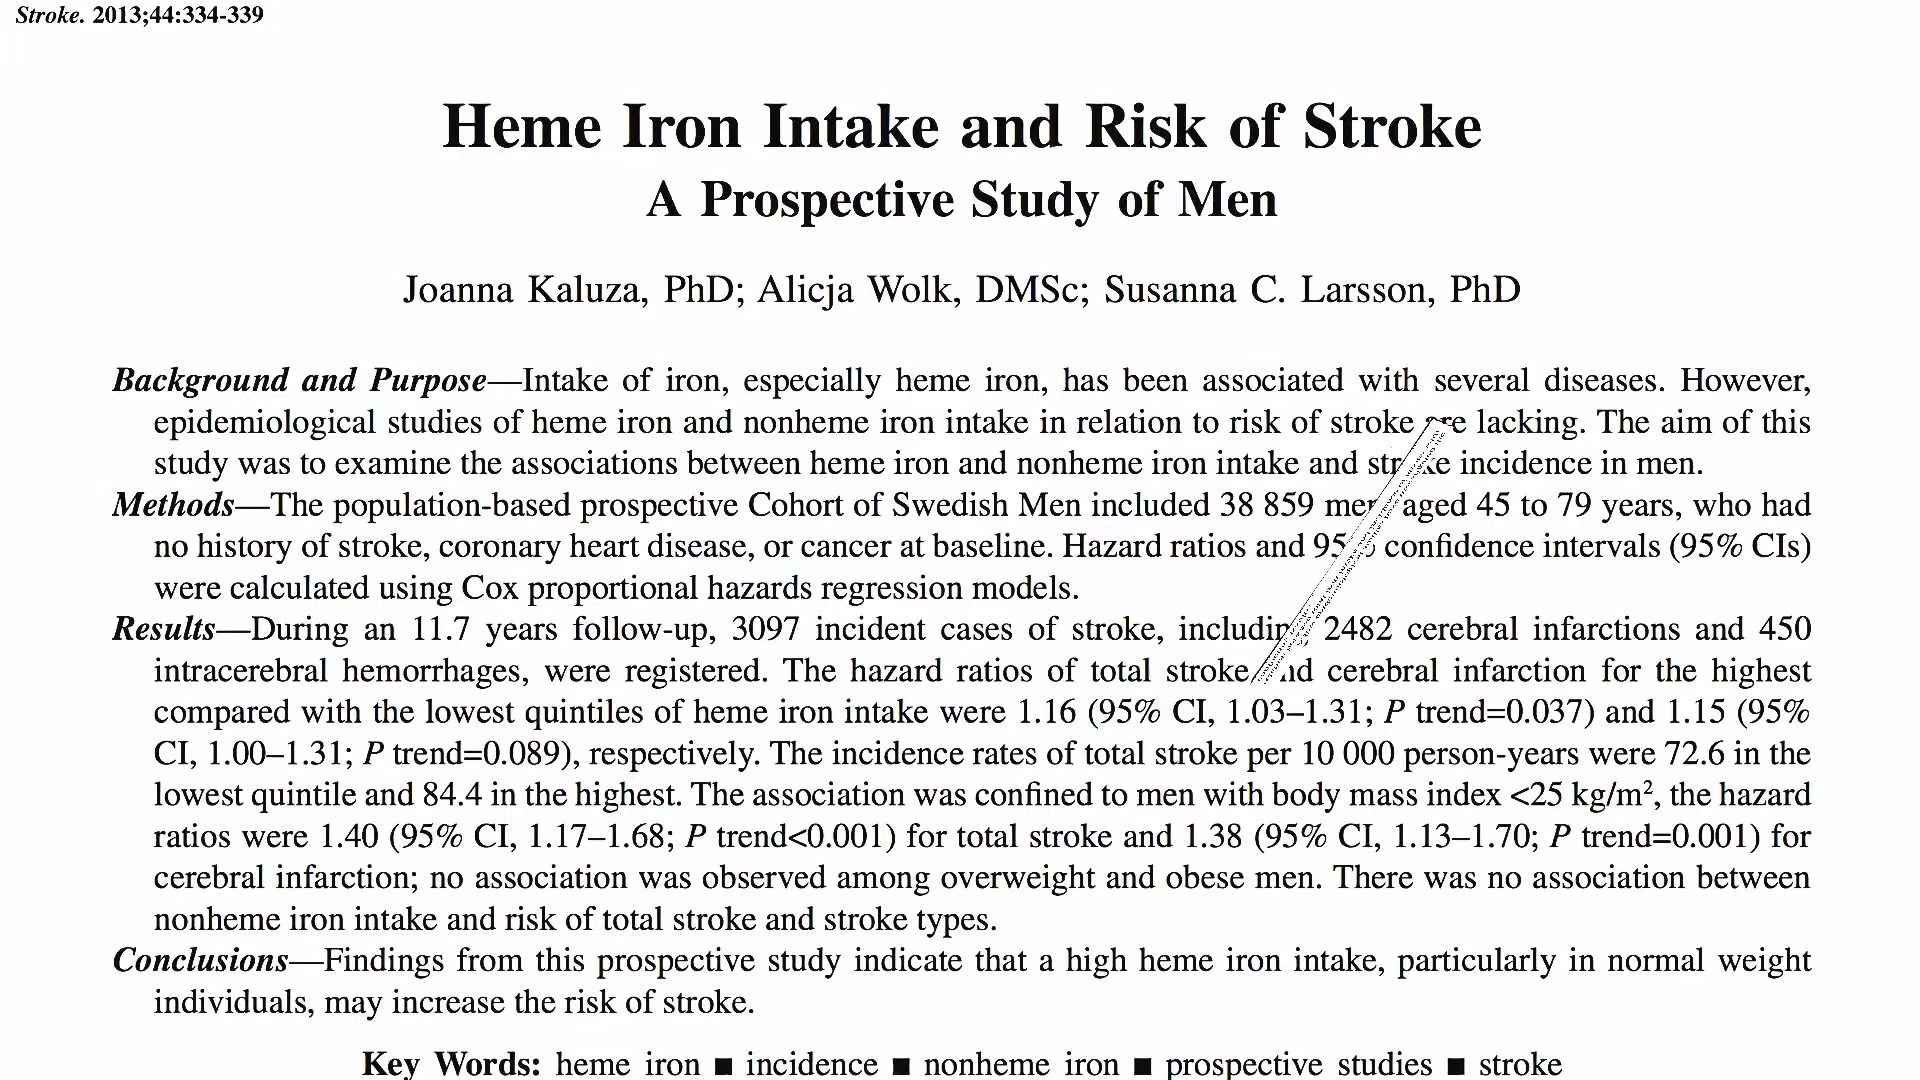 Stroke. 2013;44:334-339
Heme Iron Intake and Risk of Stroke
A Prospective Study of Men
Joanna Kaluza, PhD; Alicja Wolk, DMSc; Susanna C. Larsson, PhD
Background and Purpose—Intake of iron, especially heme iron, has been associated with several diseases. However,
epidemiological studies of heme iron and nonheme iron intake in relation to risk of stroke are lacking. The aim of this
study was to examine the associations between heme iron and nonheme iron intake and stroke incidence in men.
Methods—The population-based prospective Cohort of Swedish Men included 38 859 men, aged 45 to 79 years, who had
no history of stroke, coronary heart disease, or cancer at baseline. Hazard ratios and 95% confidence intervals (95% CIs)
were calculated using Cox proportional hazards regression models.
Results—During an 11.7 years follow-up, 3097 incident cases of stroke, including 2482 cerebral infarctions and 450
intracerebral hemorrhages, were registered. The hazard ratios of total stroke and cerebral infarction for the highest
compared with the lowest quintiles of heme iron intake were 1.16 (95% CI, 1.03–1.31; P trend=0.037) and 1.15 (95%
CI, 1.00–1.31; P trend=0.089), respectively. The incidence rates of total stroke per 10 000 person-years were 72.6 in the
lowest quintile and 84.4 in the highest. The association was confined to men with body mass index <25 kg/m², the hazard
ratios were 1.40 (95% CI, 1.17–1.68; P trend<0.001) for total stroke and 1.38 (95% CI, 1.13–1.70; P trend=0.001) for
cerebral infarction; no association was observed among overweight and obese men. There was no association between
nonheme iron intake and risk of total stroke and stroke types.
Conclusions—Findings from this prospective study indicate that a high heme iron intake, particularly in normal weight
individuals, may increase the risk of stroke.
Key Words: heme iron ■ incidence ■ nonheme iron ■ prospective studies ■ stroke